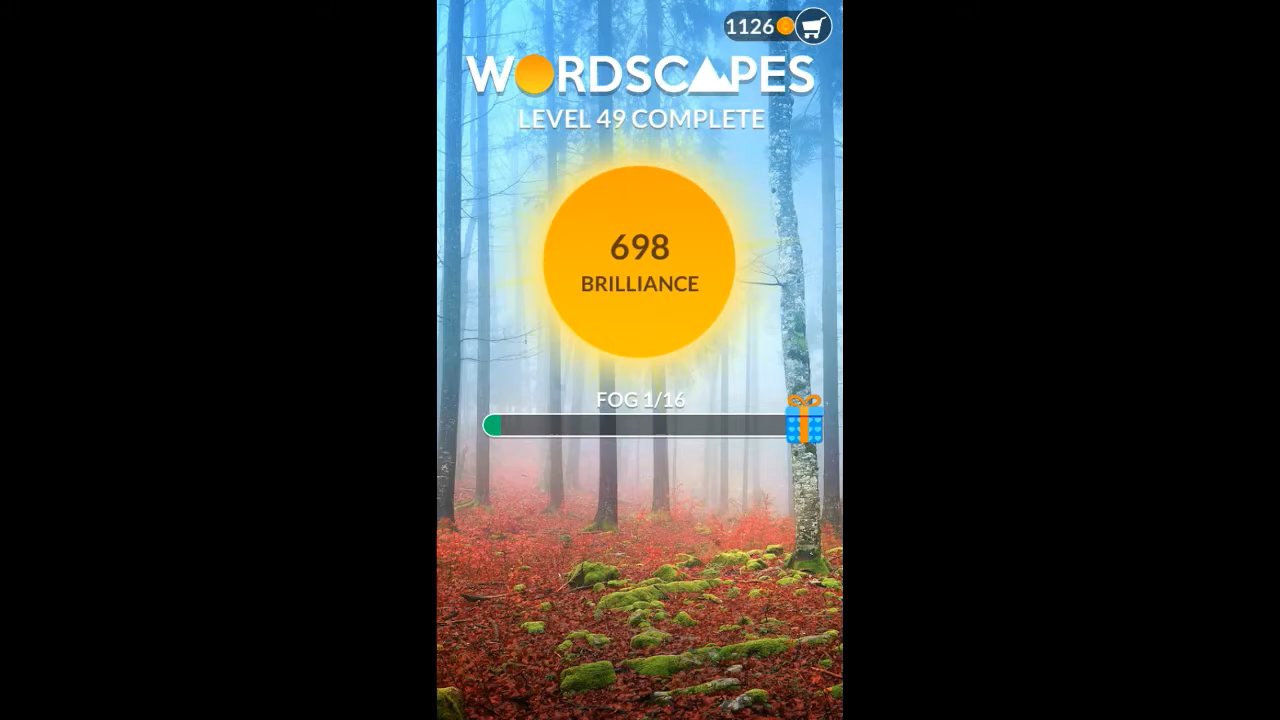 1126
WORDSCAPES
LEVEL 49 COMPLETE
698
BRILLIANCE
FOG 1/16